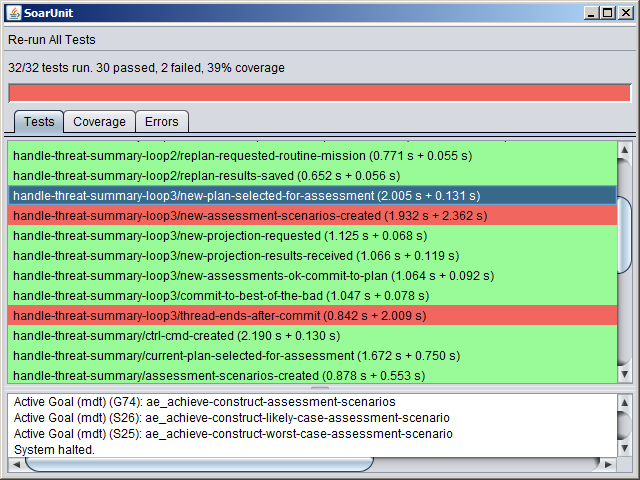 SoarUnit
Re-run All Tests
32/32 tests run. 30 passed, 2 failed, 39% coverage
Tests Coverage Errors
handle-threat-summary-loop2/replan-requested-routine-mission (0.771 s + 0.055 s)
handle-threat-summary-loop2/replan-results-saved (0.652 s + 0.056 s)
handle-threat-summary-loop3/new-plan-selected-for-assessment (2.005 s + 0.131 s)
handle-threat-summary-loop3/new-assessment-scenarios-created (1.932 s + 2.362 s)
handle-threat-summary-loop3/new-projection-requested (1.125 s + 0.068 s)
handle-threat-summary-loop3/new-projection-results-received (1.066 s + 0.119 s)
handle-threat-summary-loop3/new-assessments-ok-commit-to-plan (1.064 s + 0.092 s)
handle-threat-summary-loop3/commit-to-best-of-the-bad (1.047 s + 0.078 s)
handle-threat-summary-loop3/thread-ends-after-commit (0.842 s + 2.009 s)
handle-threat-summary/ctrl-cmd-created (2.190 s + 0.130 s)
handle-threat-summary/current-plan-selected-for-assessment (1.672 s + 0.750 s)
handle-threat-summary/assessment-scenarios-created (0.878 s + 0.553 s)
Active Goal (mdt) (G74): ae_achieve-construct-assessment-scenarios
Active Goal (mdt) (S26): ae_achieve-construct-likely-case-assessment-scenario
Active Goal (mdt) (S25): ae_achieve-construct-worst-case-assessment-scenario
System halted.